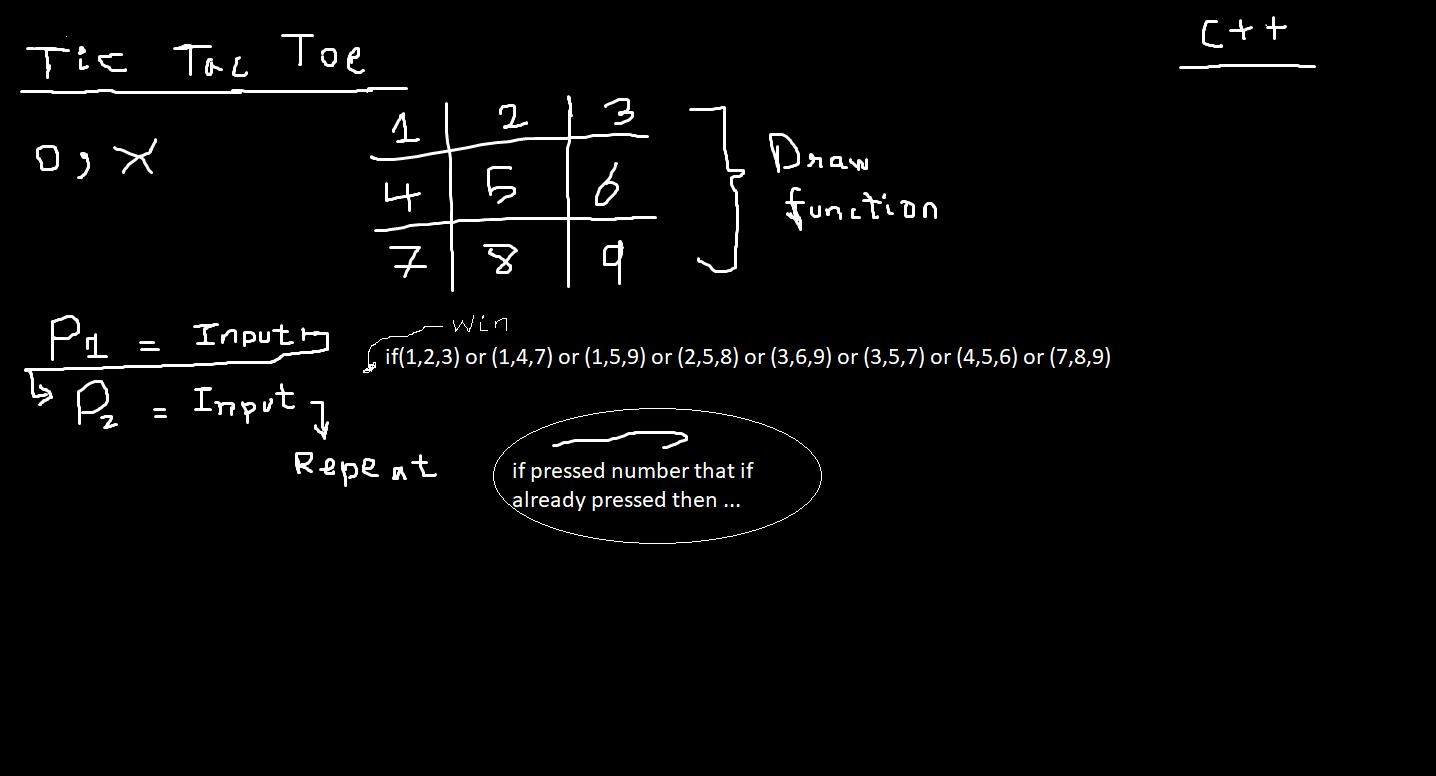 Tic Tac Toe
C++
O, X
1 2 3
4 5 6
7 8 9
Draw
function
P1 = Input
P2 = Input
Repeat
Win
if(1,2,3) or (1,4,7) or (1,5,9) or (2,5,8) or (3,6,9) or (3,5,7) or (4,5,6) or (7,8,9)
if pressed number that if
already pressed then ...